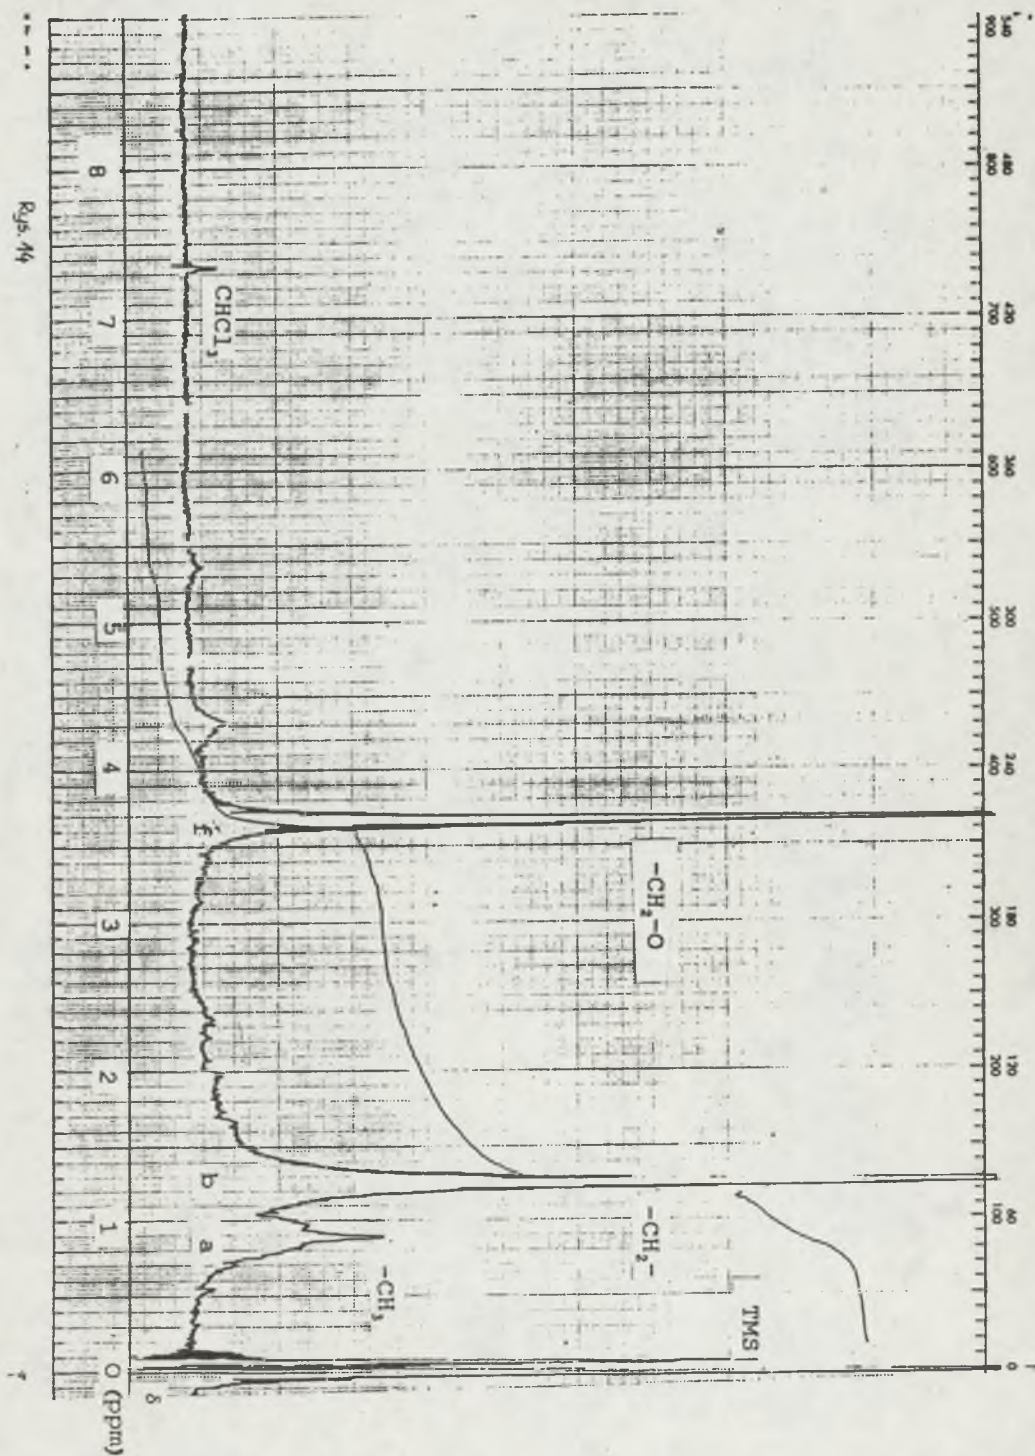 540 480 420 360 300 240 180 120 60 0
900 800 700 600 500 400 300 200 100
TMS
-CH₂-O
-CH₂-
-CH₃
CHCl₃
f b a
8 7 6 5 4 3 2 1 0 (ppm) δ
Rys. 14